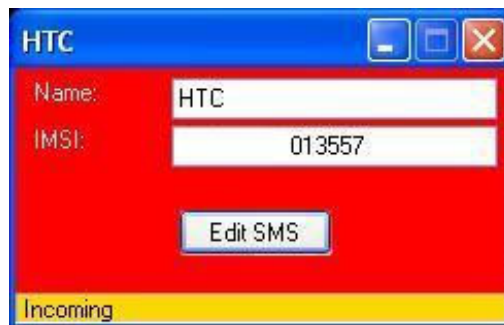 HTC
Name: HTC
IMSI: 013557
Edit SMS
Incoming